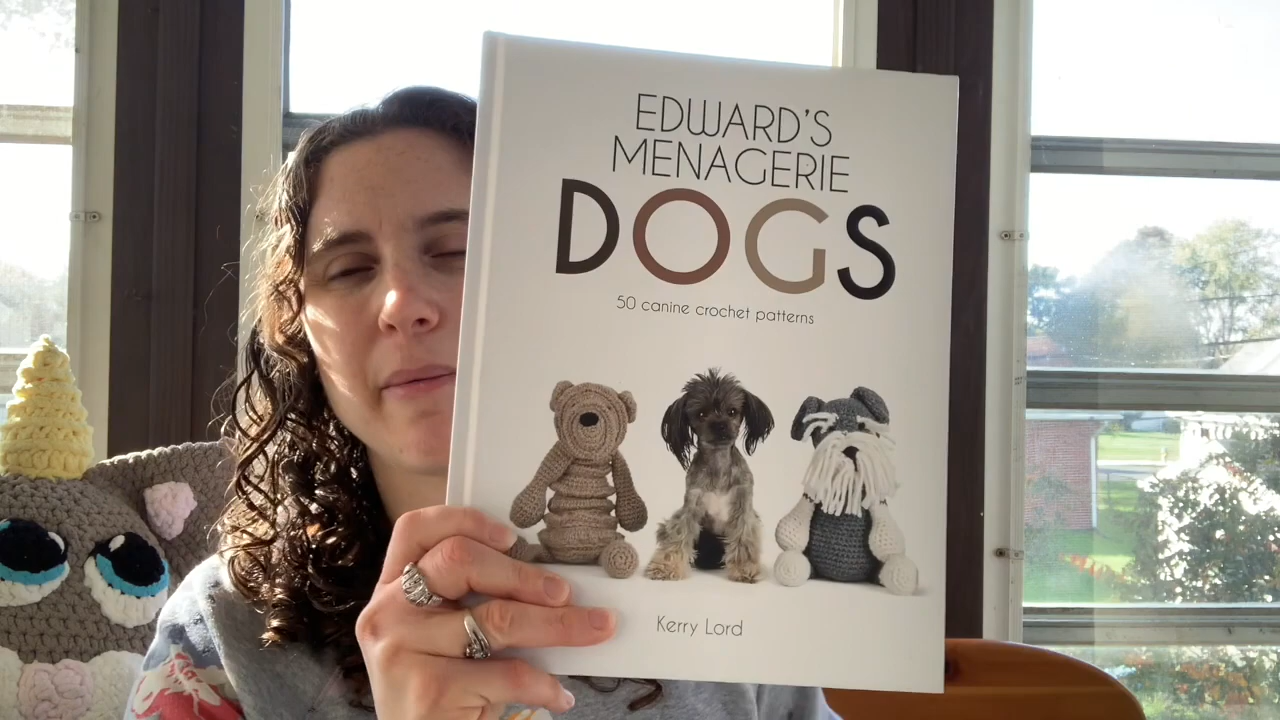 EDWARD'S
MENAGERIE
DOGS
50 canine crochet patterns
Kerry Lord